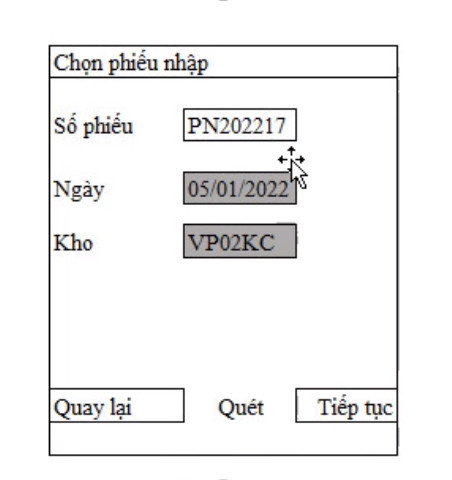 Chọn phiếu nhập
Số phiếu PN202217
Ngày 05/01/2022
Kho VP02KC
Quay lại Quét Tiếp tục